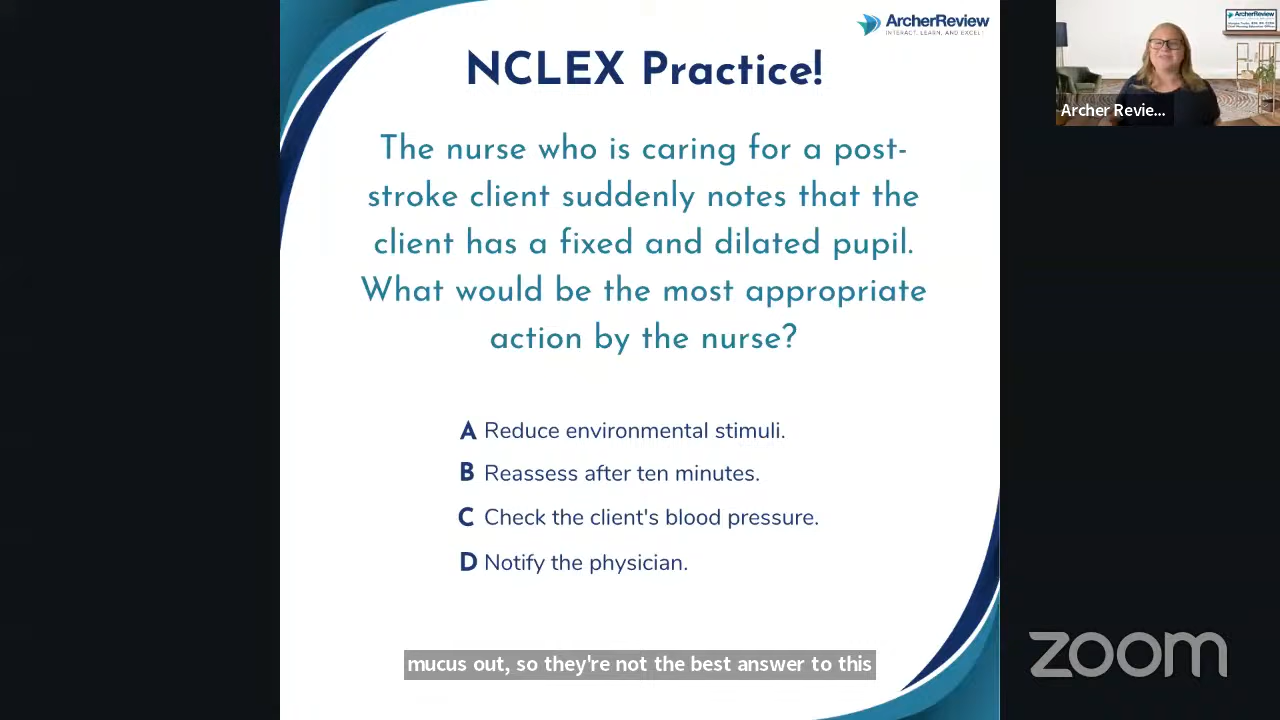 ArcherReview
INTERACT, LEARN, AND EXCEL!
NCLEX Practice!
The nurse who is caring for a post-
stroke client suddenly notes that the
client has a fixed and dilated pupil.
What would be the most appropriate
action by the nurse?
A Reduce environmental stimuli.
B Reassess after ten minutes.
C Check the client's blood pressure.
D Notify the physician.
mucus out, so they're not the best answer to this
ArcherReview
Archer Revie...
zoom